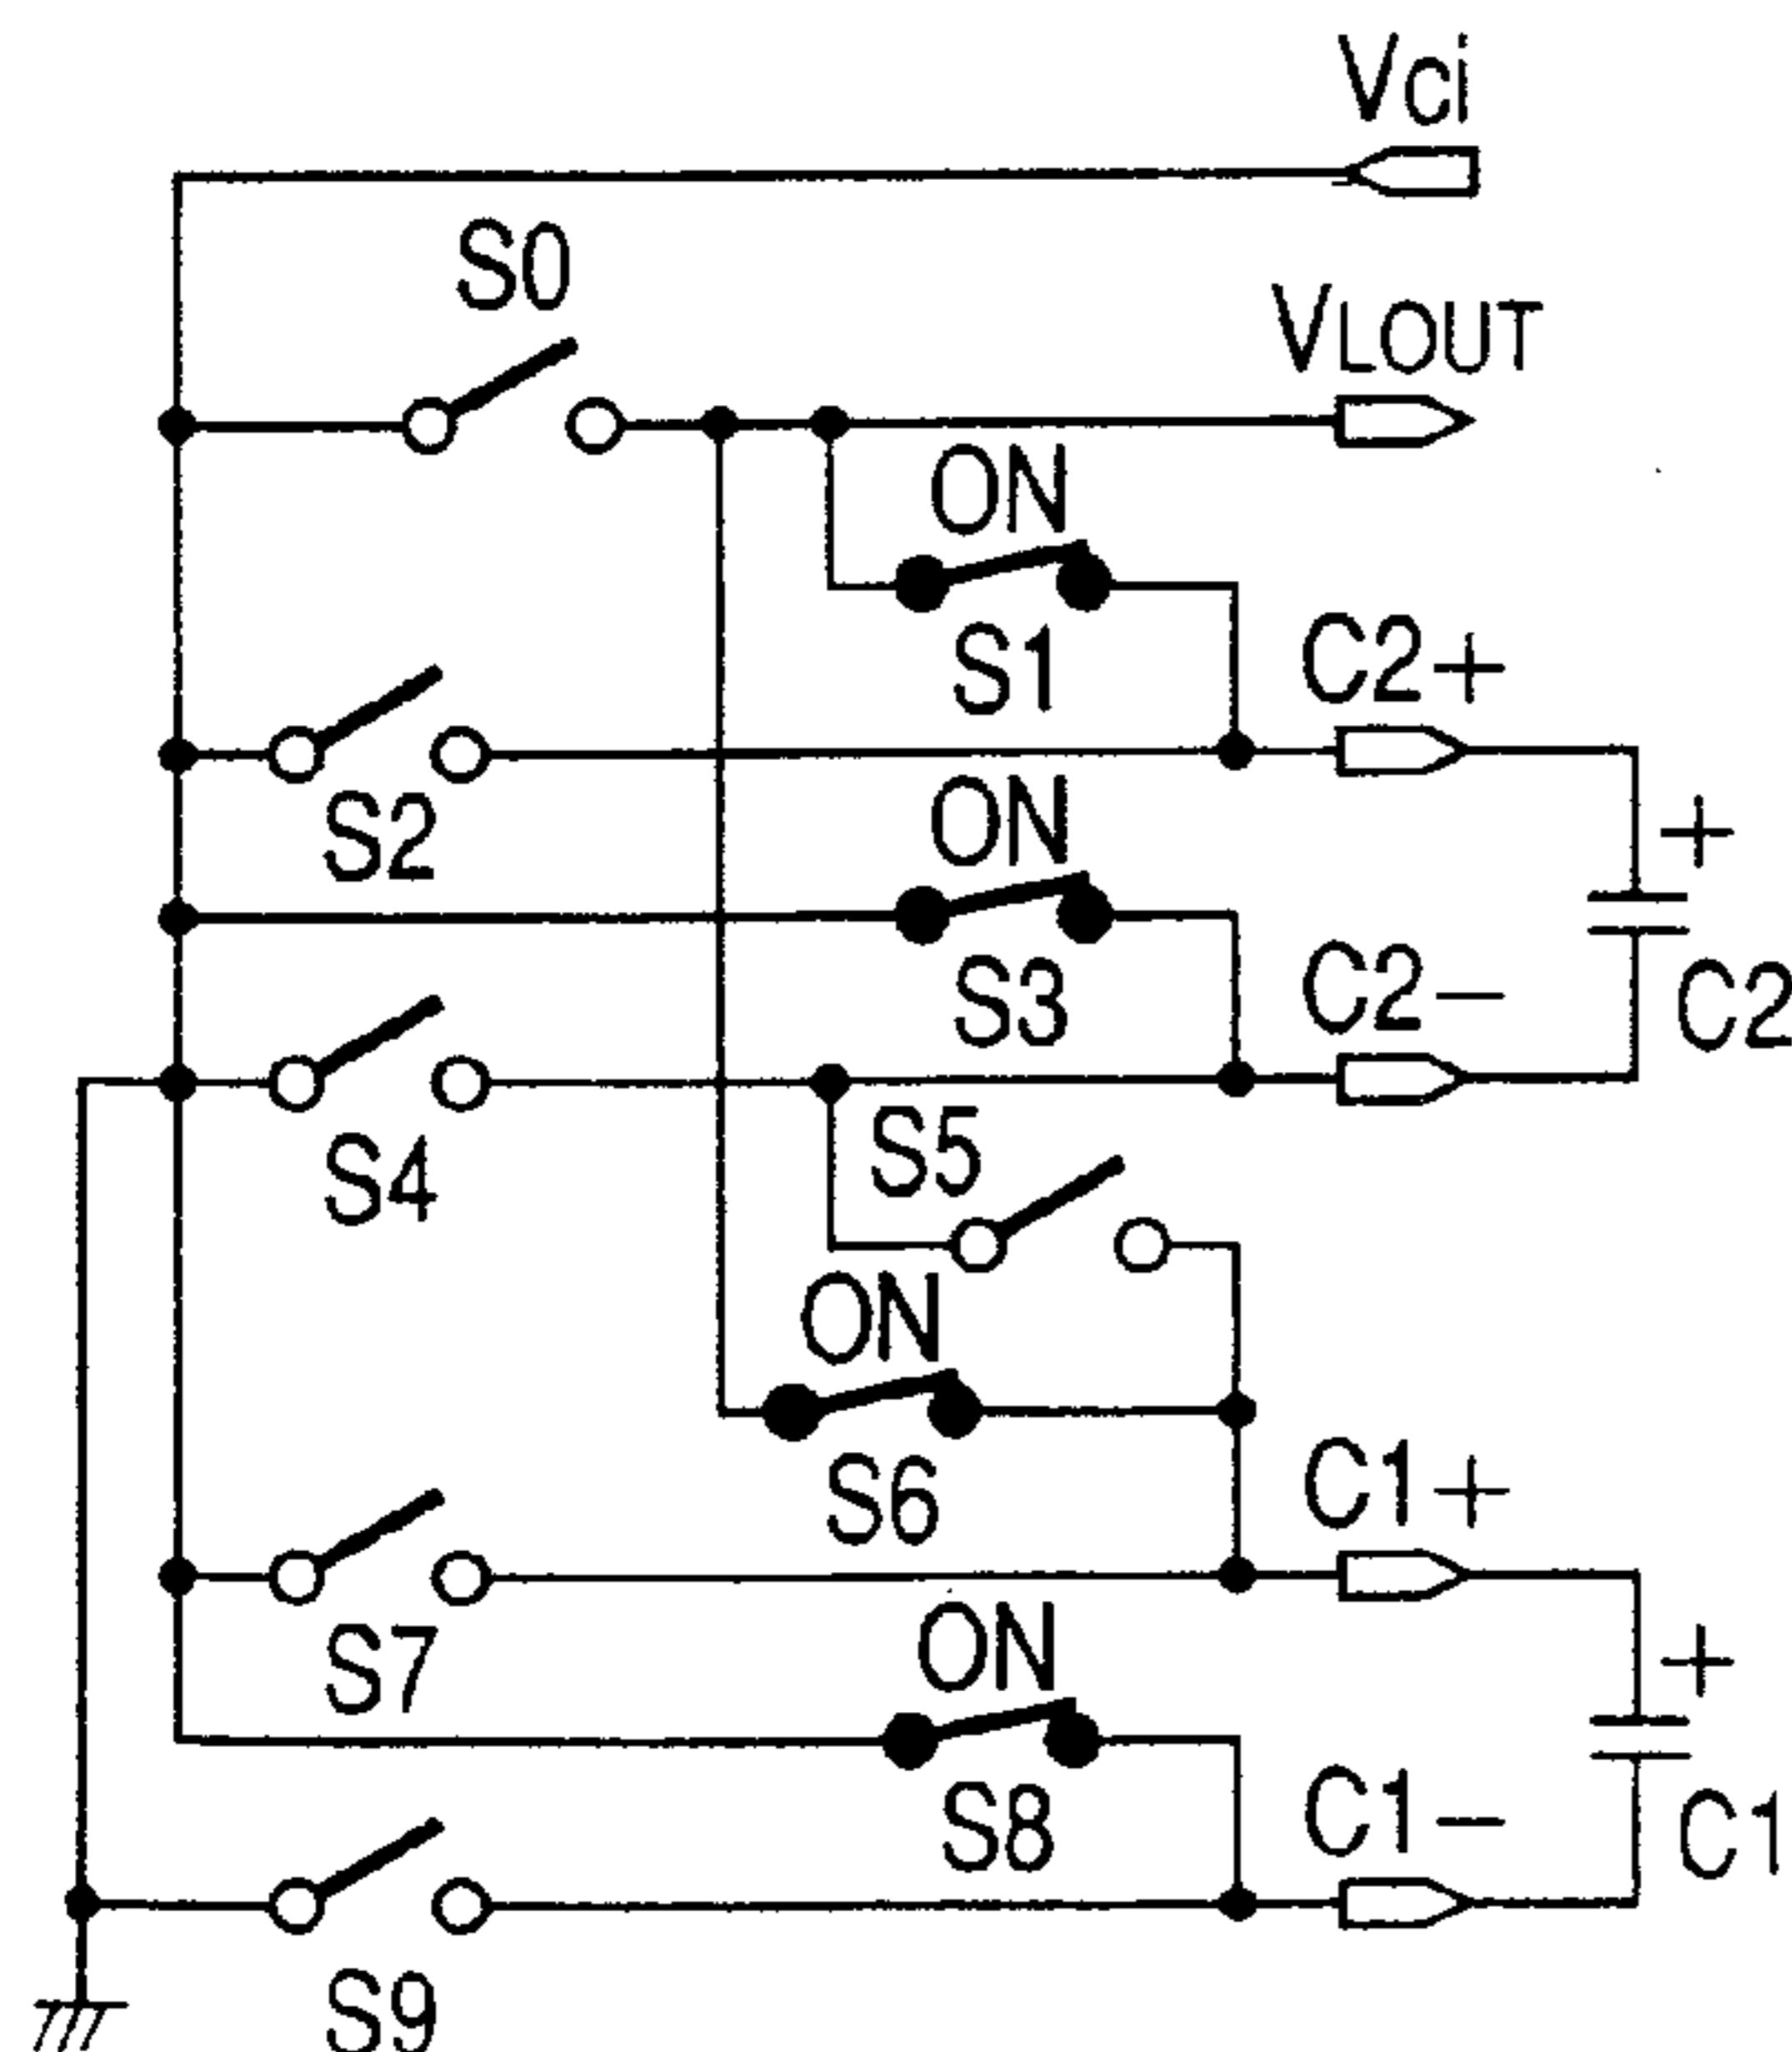 Vci
S0
VLOUT
ON
S1
C2+
S2
ON
+
S3
C2-
C2
S4
S5
ON
S6
C1+
S7
ON
+
S8
C1-
C1
S9